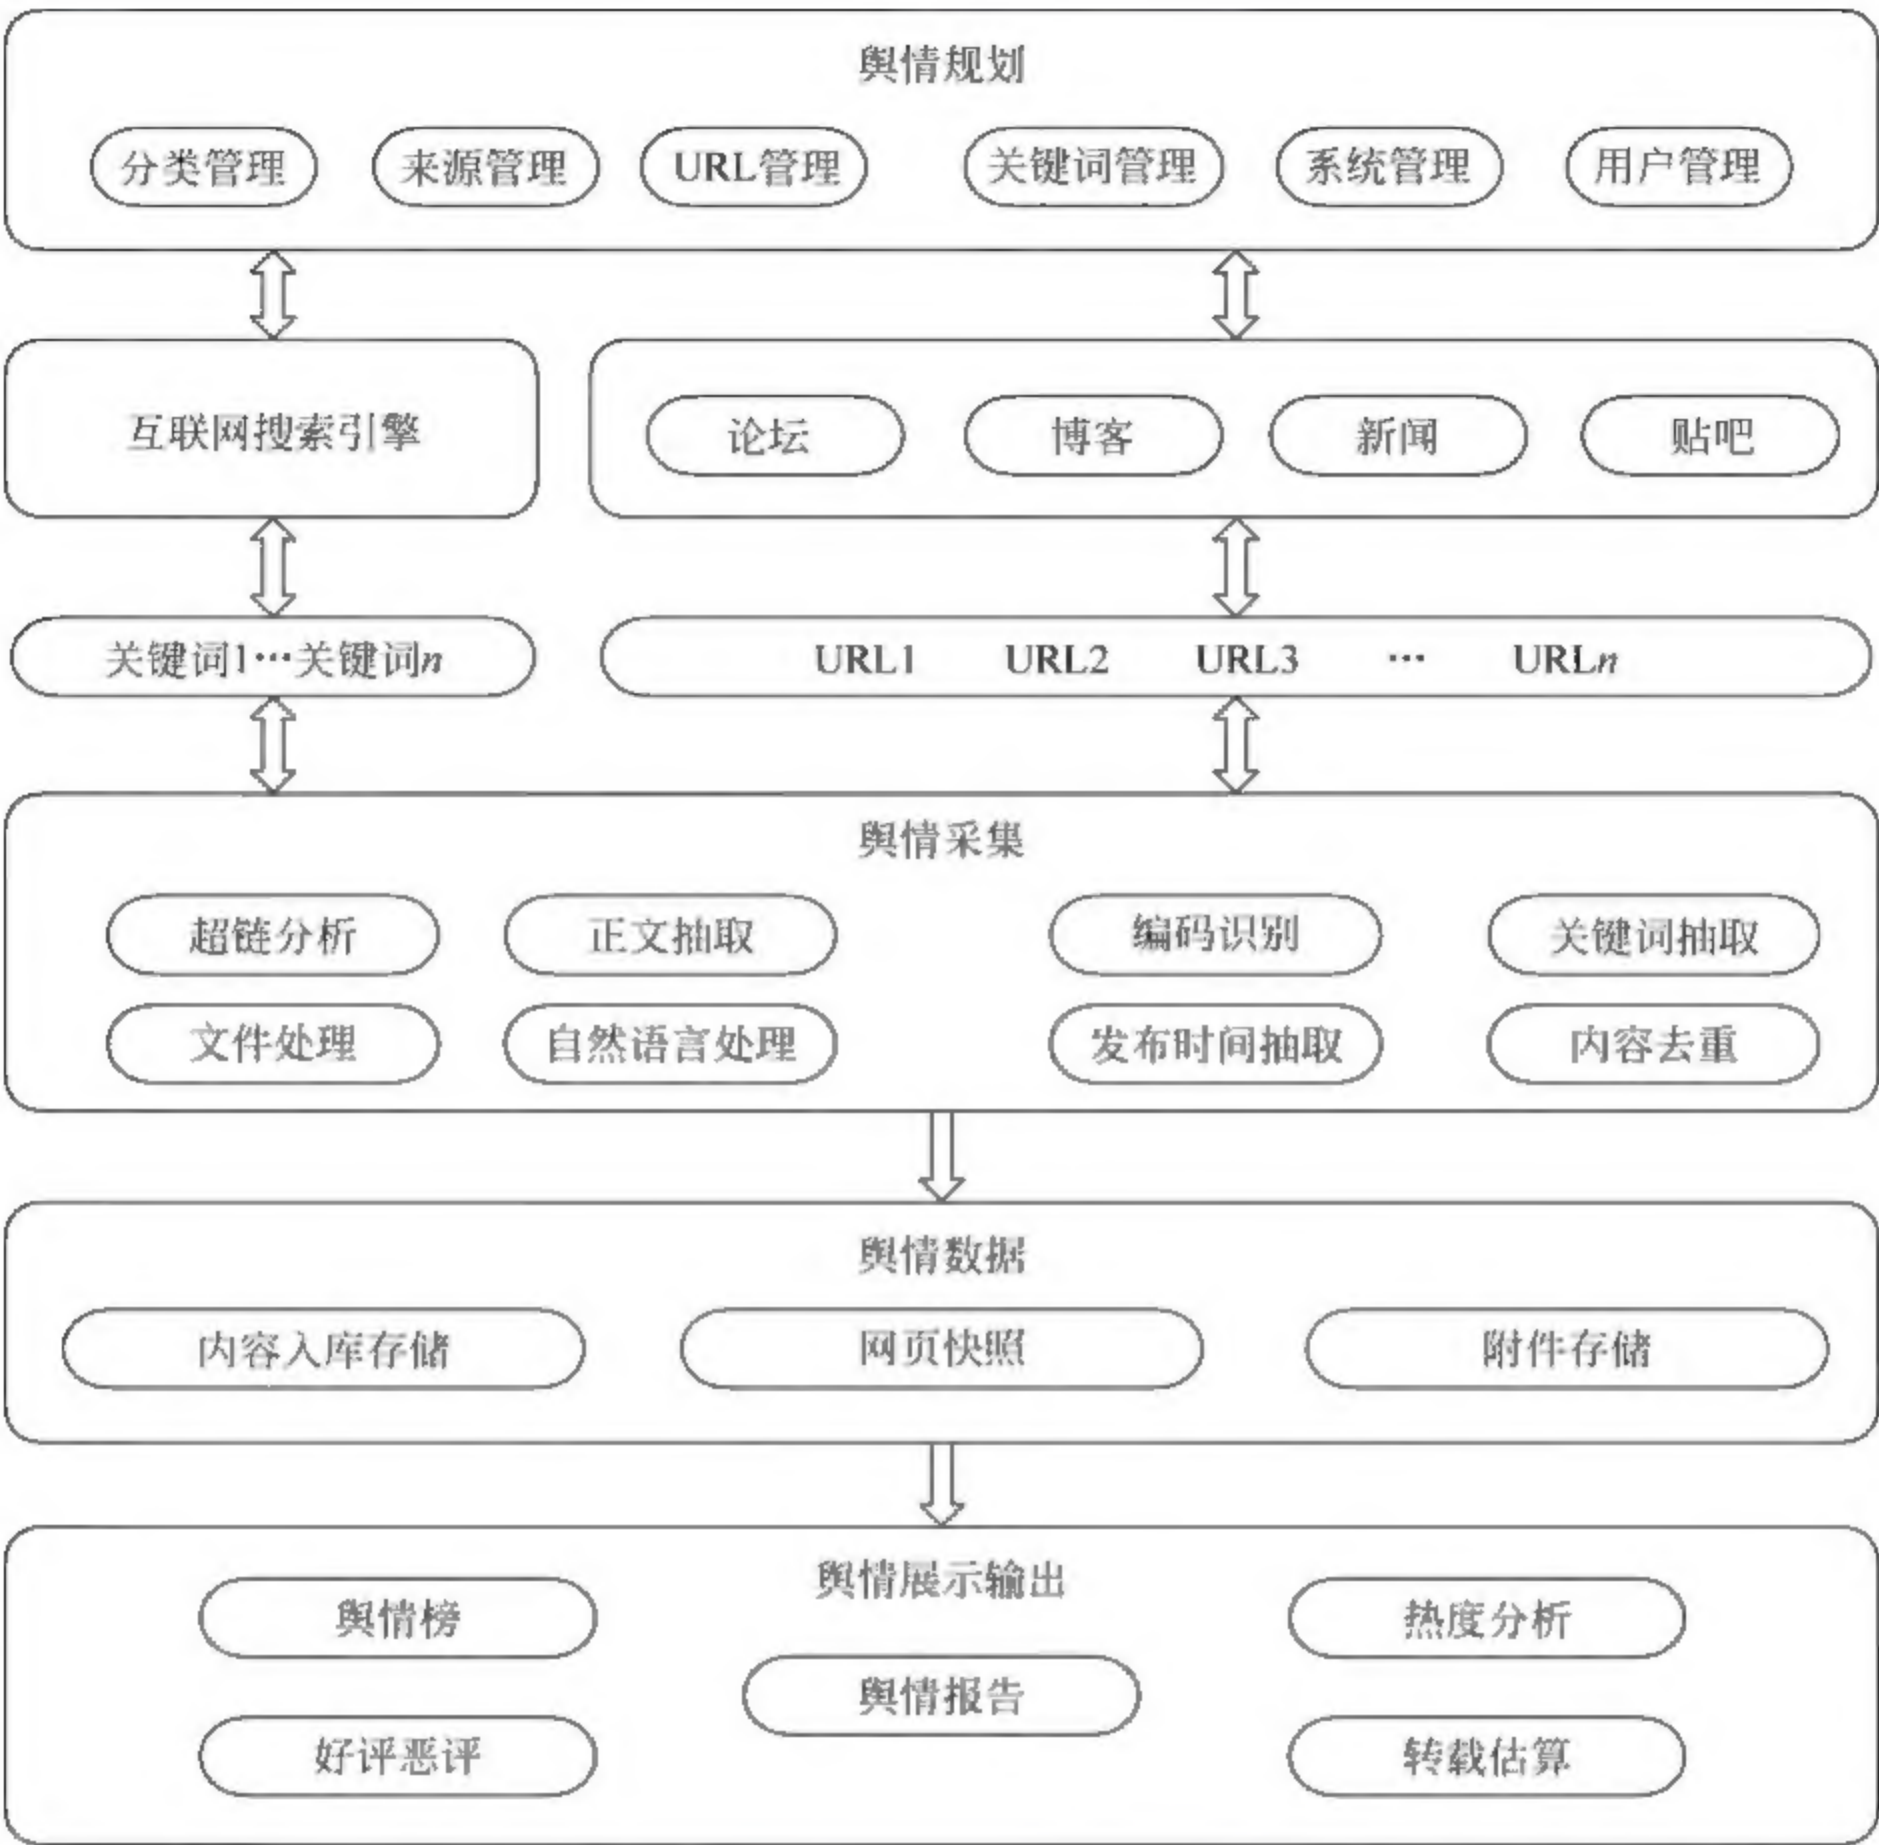 舆情规划
分类管理 来源管理 URL管理 关键词管理 系统管理 用户管理
互联网搜索引擎
论坛 博客 新闻 贴吧
关键词1…关键词n
URL1 URL2 URL3 … URLn
舆情采集
超链分析 正文抽取 编码识别 关键词抽取
文件处理 自然语言处理 发布时间抽取 内容去重
舆情数据
内容入库存储 网页快照 附件存储
舆情展示输出
舆情榜 热度分析
舆情报告
好评恶评 转载估算